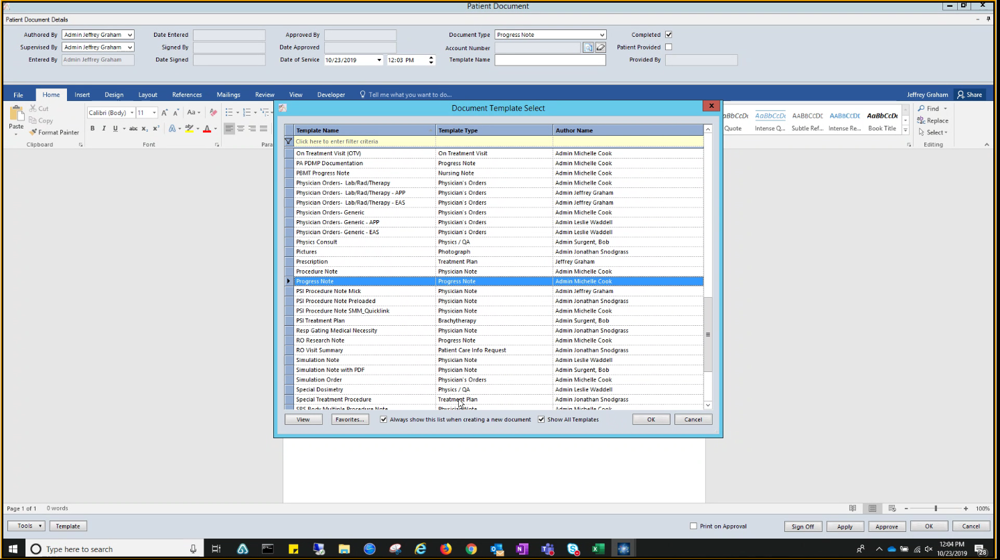 Patient Document
Patient Document Details
Authored By Admin Jeffrey Graham Date Entered Approved By Document Type Progress Note Completed
Supervised By Admin Jeffrey Graham Signed By Date Approved Account Number Patient Provided
Entered By Admin Jeffrey Graham Date Signed Date of Service 10/23/2019 12:03 PM Template Name Provided By
File Home Insert Design Layout References Mailings Review View Developer Tell me what you want to do... Jeffrey Graham Share
Paste
Cut
Copy
Format Painter
Clipboard
Calibri (Body) 11
Font
Para
AaBbCcDc AaBbCcDc AABBCCDC AABBCCDC AaBbCcDc
Quote Intense Q... Subtle Ref... Intense Re... Book Title
Find
Replace
Select
Editing
Document Template Select
Template Name Template Type Author Name
Click here to enter filter criteria
On Treatment Visit (OTV) On Treatment Visit Admin Michelle Cook
PA PDMP Documentation Progress Note Admin Michelle Cook
PBMT Progress Note Nursing Note Admin Michelle Cook
Physician Orders- Lab/Rad/Therapy Physician's Orders Admin Michelle Cook
Physician Orders- Lab/Rad/Therapy - APP Physician's Orders Admin Jeffrey Graham
Physician Orders- Lab/Rad/Therapy - EAS Physician's Orders Admin Jeffrey Graham
Physician Orders- Generic Physician's Orders Admin Michelle Cook
Physician Orders- Generic - APP Physician's Orders Admin Leslie Waddell
Physician Orders- Generic - EAS Physician's Orders Admin Leslie Waddell
Physics Consult Physics / QA Admin Surgent, Bob
Pictures Photograph Admin Jonathan Snodgrass
Prescription Treatment Plan Jeffrey Graham
Procedure Note Physician Note Admin Michelle Cook
Progress Note Progress Note Admin Michelle Cook
PSI Procedure Note Mick Physician Note Admin Jeffrey Graham
PSI Procedure Note Preloaded Physician Note Admin Jonathan Snodgrass
PSI Procedure Note SMM_Quicklink Physician Note Admin Michelle Cook
PSI Treatment Plan Brachytherapy Admin Surgent, Bob
Resp Gating Medical Necessity Physician Note Admin Jonathan Snodgrass
RO Research Note Progress Note Admin Michelle Cook
RO Visit Summary Patient Care Info Request Admin Jonathan Snodgrass
Simulation Note Physician Note Admin Leslie Waddell
Simulation Note with PDF Physician Note Admin Surgent, Bob
Simulation Order Physician's Orders Admin Michelle Cook
Special Dosimetry Physics / QA Admin Leslie Waddell
Special Treatment Procedure Treatment Plan Admin Jonathan Snodgrass
SRS Body Multiple Procedure Note Physician Note Admin Michelle Cook
View Favorites... Always show this list when creating a new document Show All Templates OK Cancel
Page 1 of 1 0 words 100%
Tools Template Print on Approval Sign Off Apply Approve OK Cancel
Type here to search
12:04 PM
10/23/2019
28